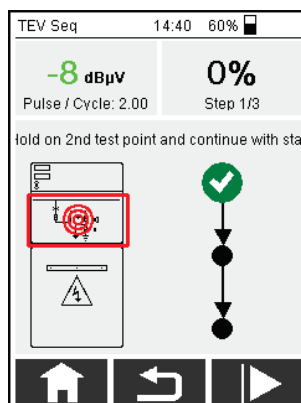 TEV Seq 14:40 60%
-8 dBµV 0%
Pulse / Cycle: 2.00 Step 1/3
Hold on 2nd test point and continue with sta